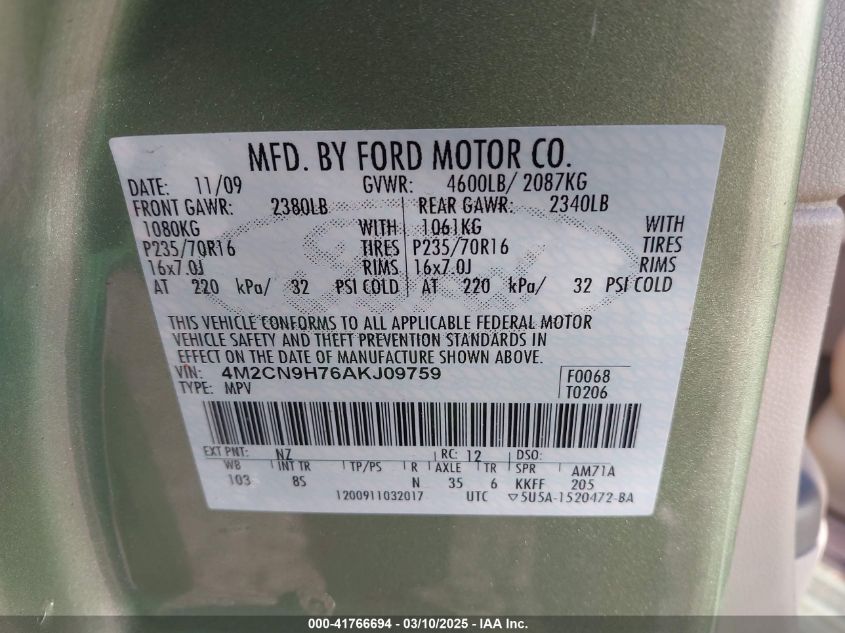 MFD. BY FORD MOTOR CO.
DATE: 11/09 GVWR: 4600LB/ 2087KG
FRONT GAWR: 2380LB REAR GAWR: 2340LB
1080KG WITH 1061KG WITH
P235/70R16 TIRES P235/70R16 TIRES
16x7.0J RIMS 16x7.0J RIMS
AT 220 kPa/ 32 PSI COLD AT 220 kPa/ 32 PSI COLD
THIS VEHICLE CONFORMS TO ALL APPLICABLE FEDERAL MOTOR
VEHICLE SAFETY AND THEFT PREVENTION STANDARDS IN
EFFECT ON THE DATE OF MANUFACTURE SHOWN ABOVE.
VIN: 4M2CN9H76AKJ09759 F0068
TYPE: MPV T0206
EXT PNT: NZ RC: 12 DSO:
WB INT TR TP/PS R AXLE TR SPR AM71A
103 8S N 35 6 KKFF 205
1200911032017 UTC ▽5U5A-1520472-BA
000-41766694 - 03/10/2025 - IAA Inc.